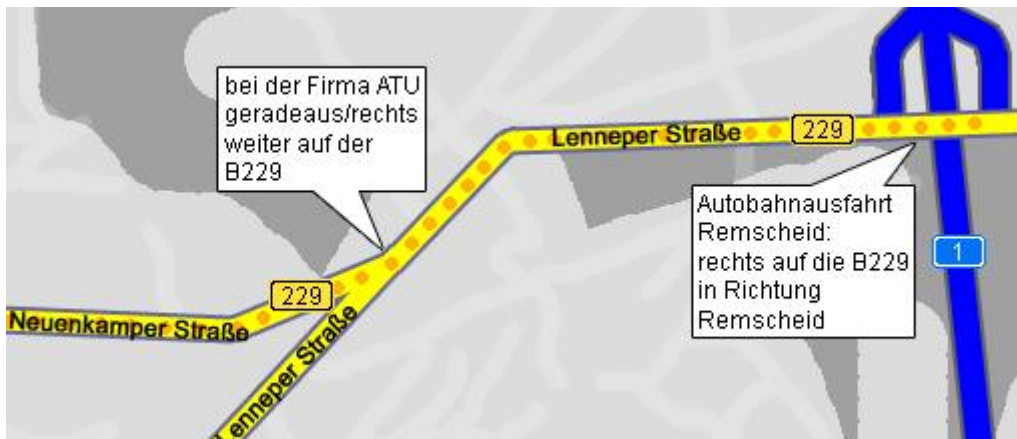 bei der Firma ATU
geradeaus/rechts
weiter auf der
B229
Lenneper Straße
229
Autobahnausfahrt
Remscheid:
rechts auf die B229
in Richtung
Remscheid
1
229
Neuenkamper Straße
Lenneper Straße